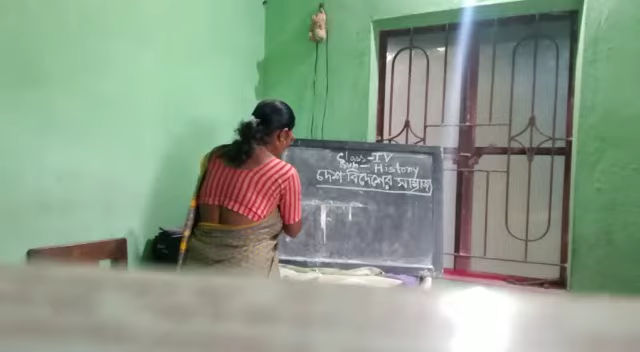 Class - IV
Sub - History
দেশ বিদেশের সাম্রাজ্য